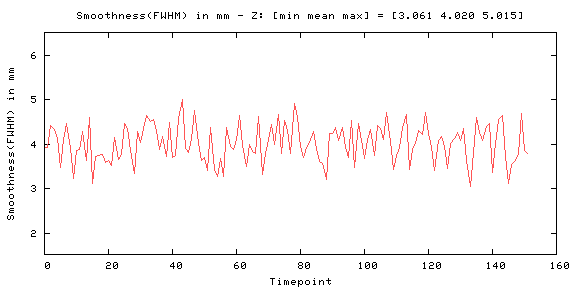 Smoothness(FWHM) in mm - Z: [min mean max] = [3.061 4.020 5.015]
6
5
4
3
2
Smoothness(FWHM) in mm
0 20 40 60 80 100 120 140 160
Timepoint